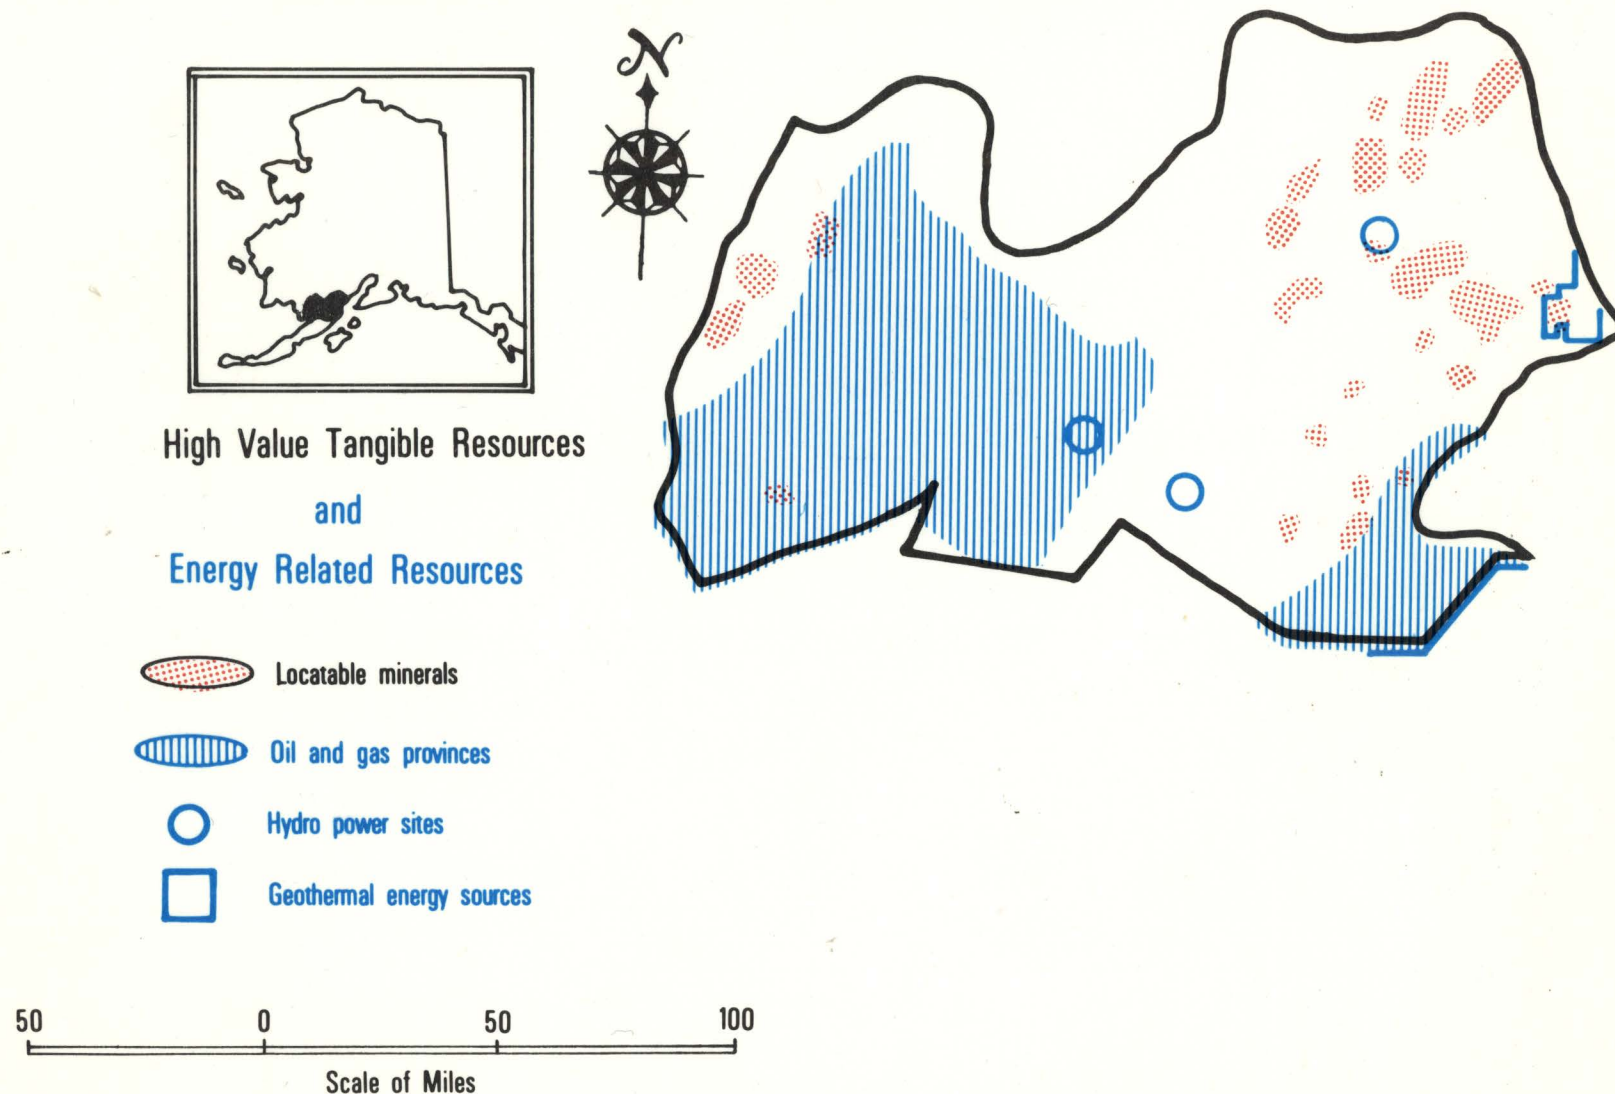 N
High Value Tangible Resources
and
Energy Related Resources
Locatable minerals
Oil and gas provinces
Hydro power sites
Geothermal energy sources
50 0 50 100
Scale of Miles